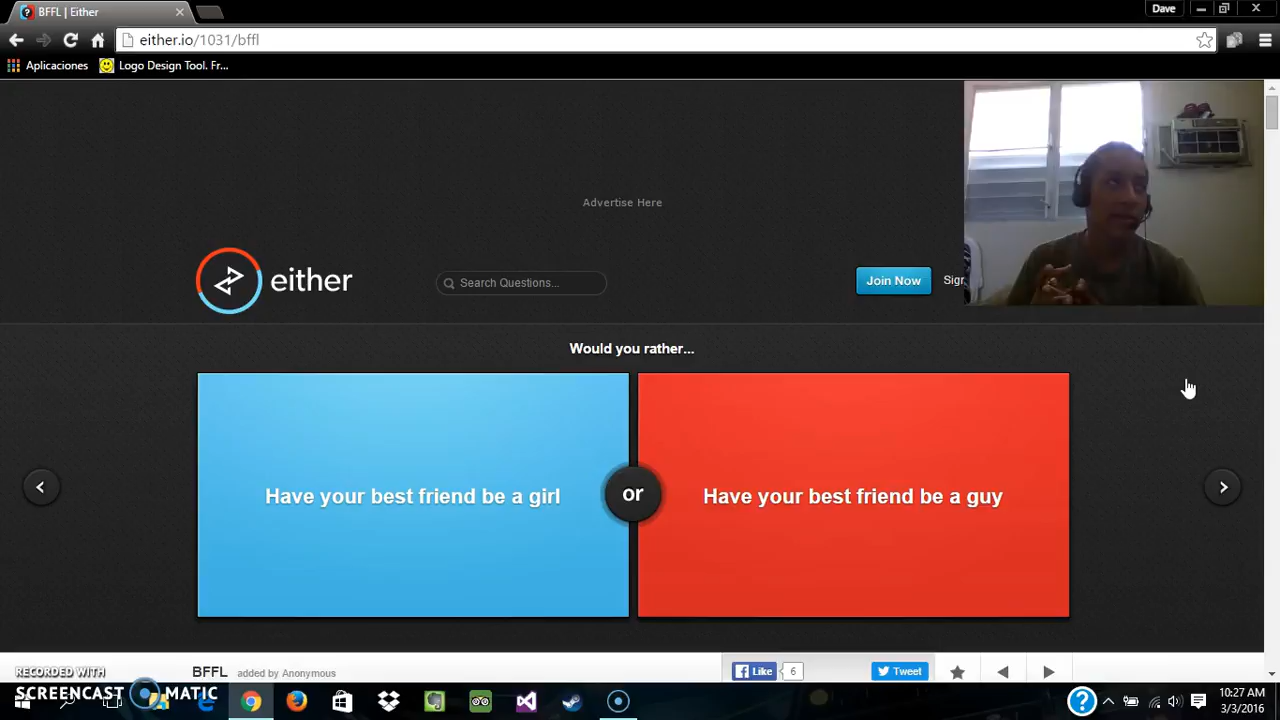 BFFL | Either
Dave
either.io/1031/bffl
Aplicaciones
Logo Design Tool. Fr...
Advertise Here
either
Search Questions...
Join Now
Sign
Would you rather...
Have your best friend be a girl
or
Have your best friend be a guy
BFFL added by Anonymous
Like 6
Tweet
RECORDED WITH
SCREENCAST MATIC
10:27 AM
3/3/2016